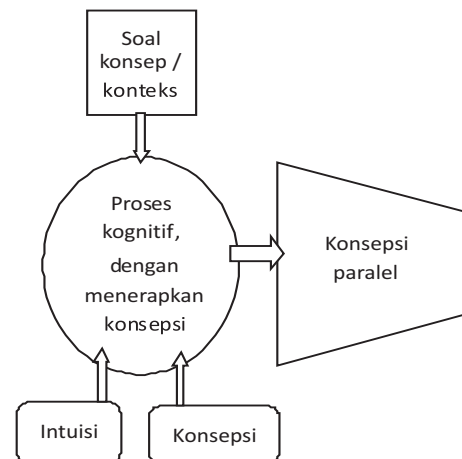 Soal
konsep /
konteks
Proses
kognitif,
dengan
menerapkan
konsepsi
Konsepsi
paralel
Intuisi
Konsepsi